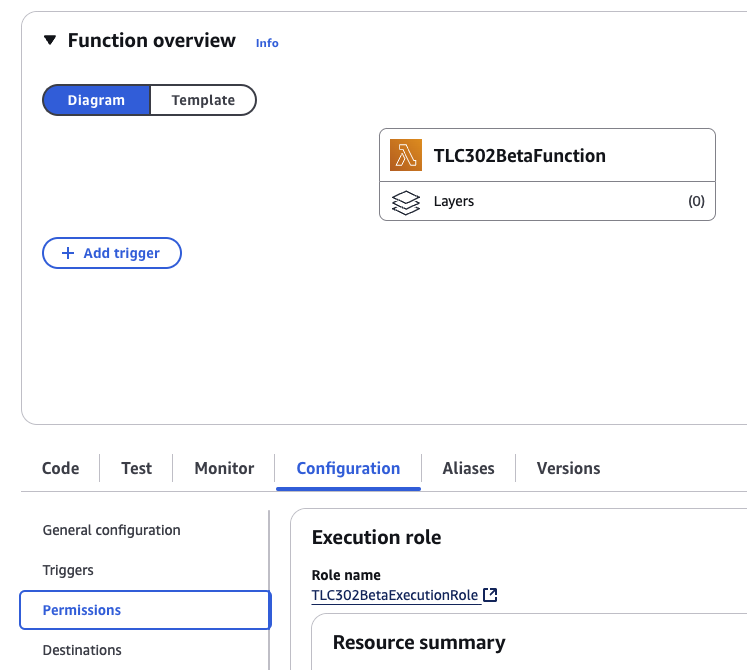 Function overview Info
Diagram Template
TLC302BetaFunction
Layers (0)
+ Add trigger
Code Test Monitor Configuration Aliases Versions
General configuration
Triggers
Permissions
Destinations
Execution role
Role name
TLC302BetaExecutionRole
Resource summary